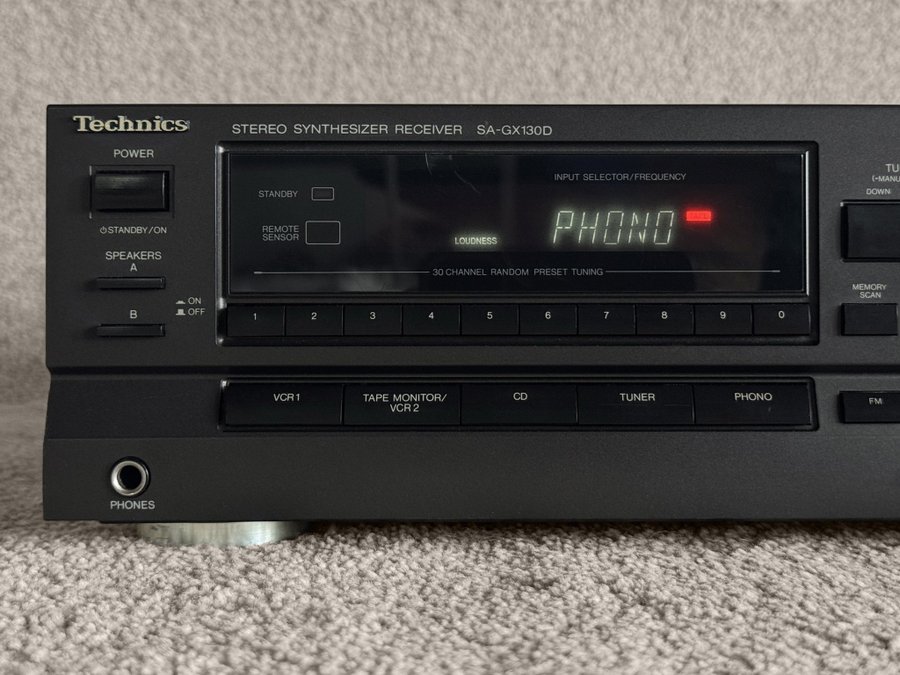 Technics
STEREO SYNTHESIZER RECEIVER SA-GX130D
POWER
STANDBY/ON
SPEAKERS
A
B
ON
OFF
STANDBY
REMOTE
SENSOR
INPUT SELECTOR/FREQUENCY
LOUDNESS
PHONO
30 CHANNEL RANDOM PRESET TUNING
1 2 3 4 5 6 7 8 9 0
VCR 1
TAPE MONITOR/
VCR 2
CD
TUNER
PHONO
DOWN
MEMORY
SCAN
FM
PHONES